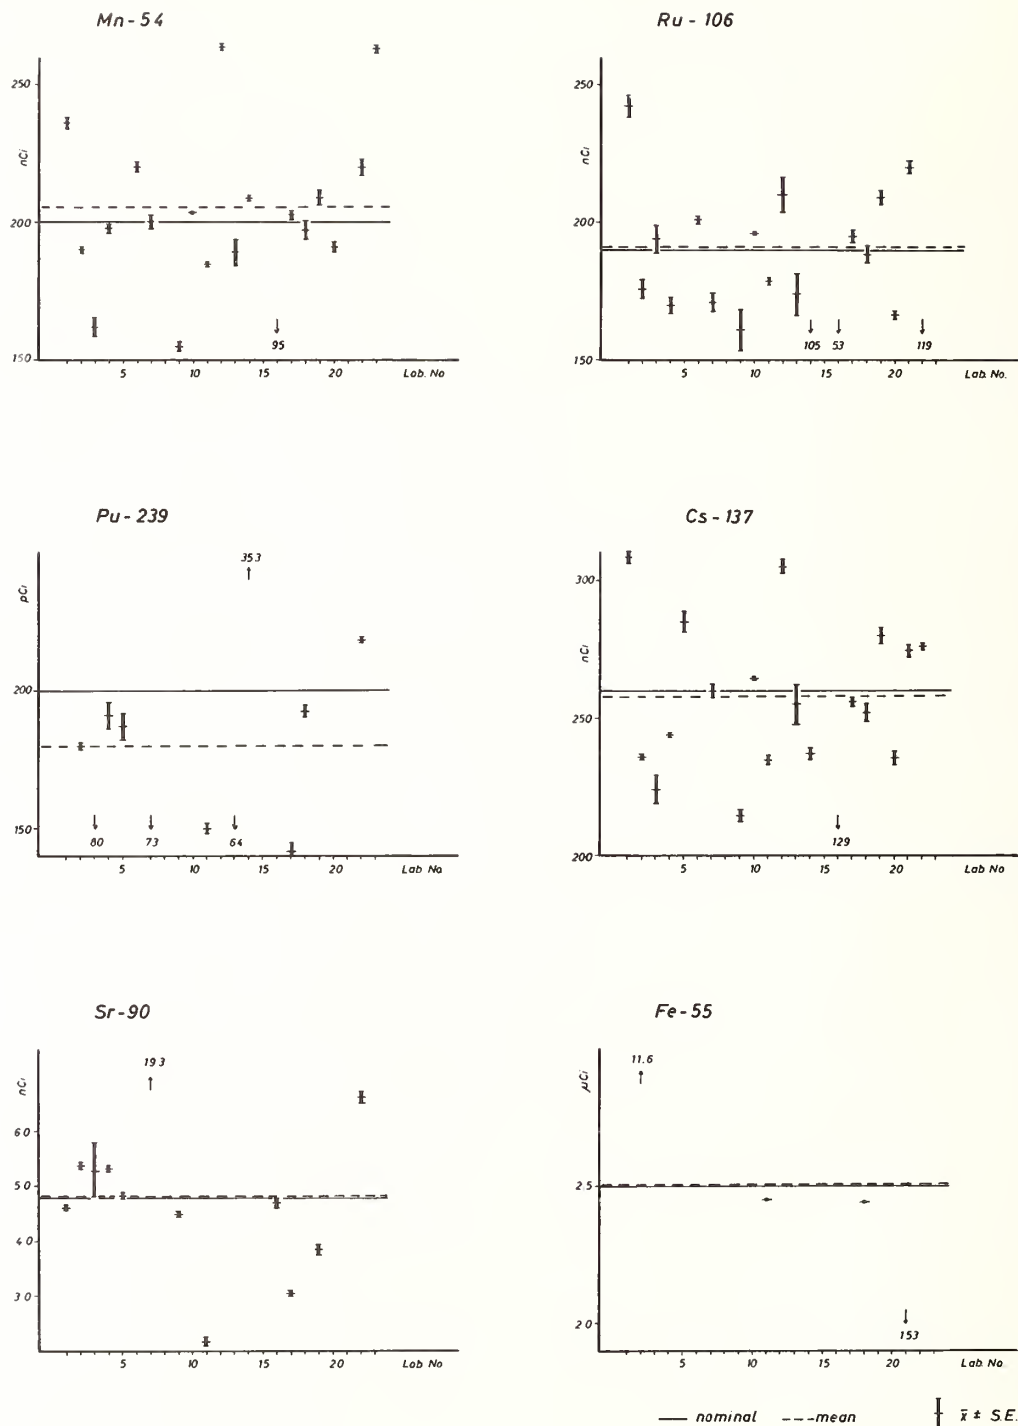 Mn-54
250
nCi
200
150
95
5 10 15 20 Lab. No
Ru - 106
250
nCi
200
150
105 53 119
5 10 15 20 Lab. No.
Pu-239
353
pCi
200
150
80 73 64
5 10 15 20 Lab No
Cs-137
300
nCi
250
200
129
5 10 15 20 Lab No
Sr-90
193
nCi
60
50
40
30
5 10 15 20 Lab No
Fe-55
11.6
µCi
2.5
20
153
5 10 15 20 Lab. No
nominal mean x̄ ± S.E.